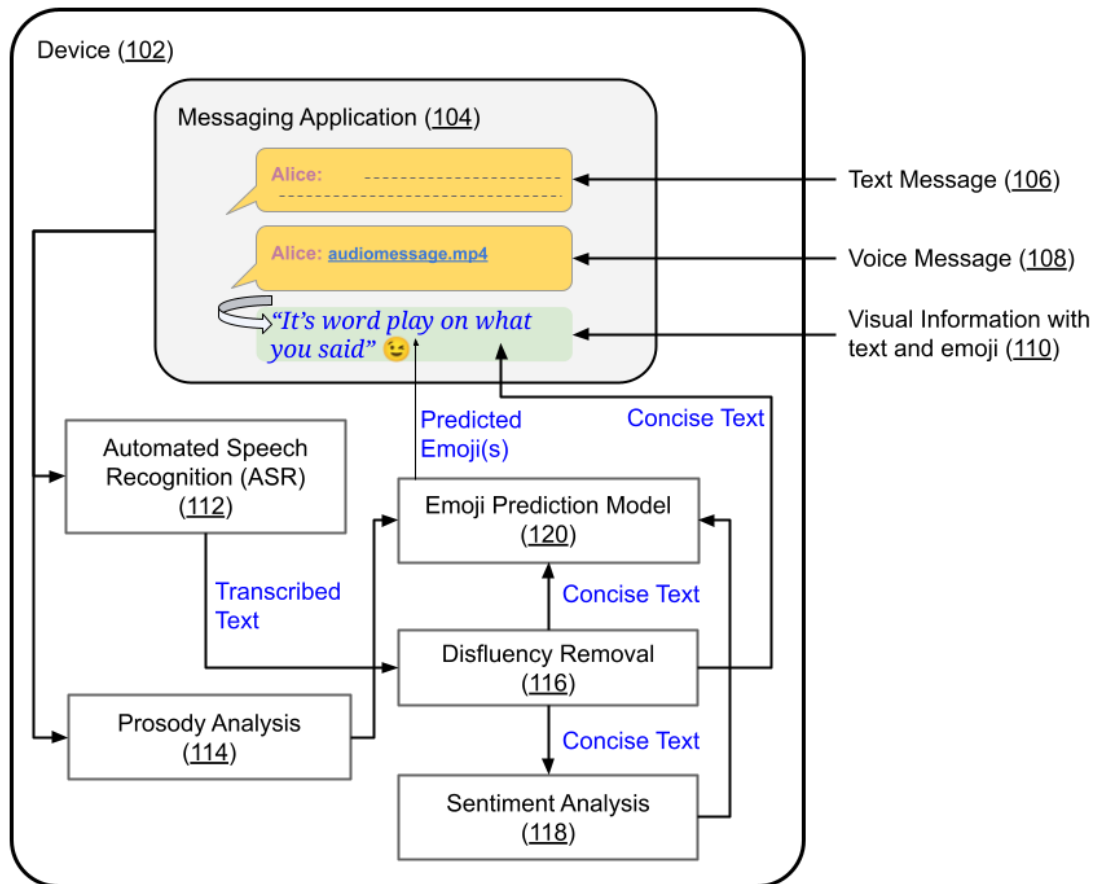 Device (102)
Messaging Application (104)
Alice:
Text Message (106)
Alice: audiomessage.mp4
Voice Message (108)
“It’s word play on what
you said” 😉
Visual Information with
text and emoji (110)
Predicted
Emoji(s)
Concise Text
Automated Speech
Recognition (ASR)
(112)
Emoji Prediction Model
(120)
Transcribed
Text
Concise Text
Disfluency Removal
(116)
Prosody Analysis
(114)
Concise Text
Sentiment Analysis
(118)